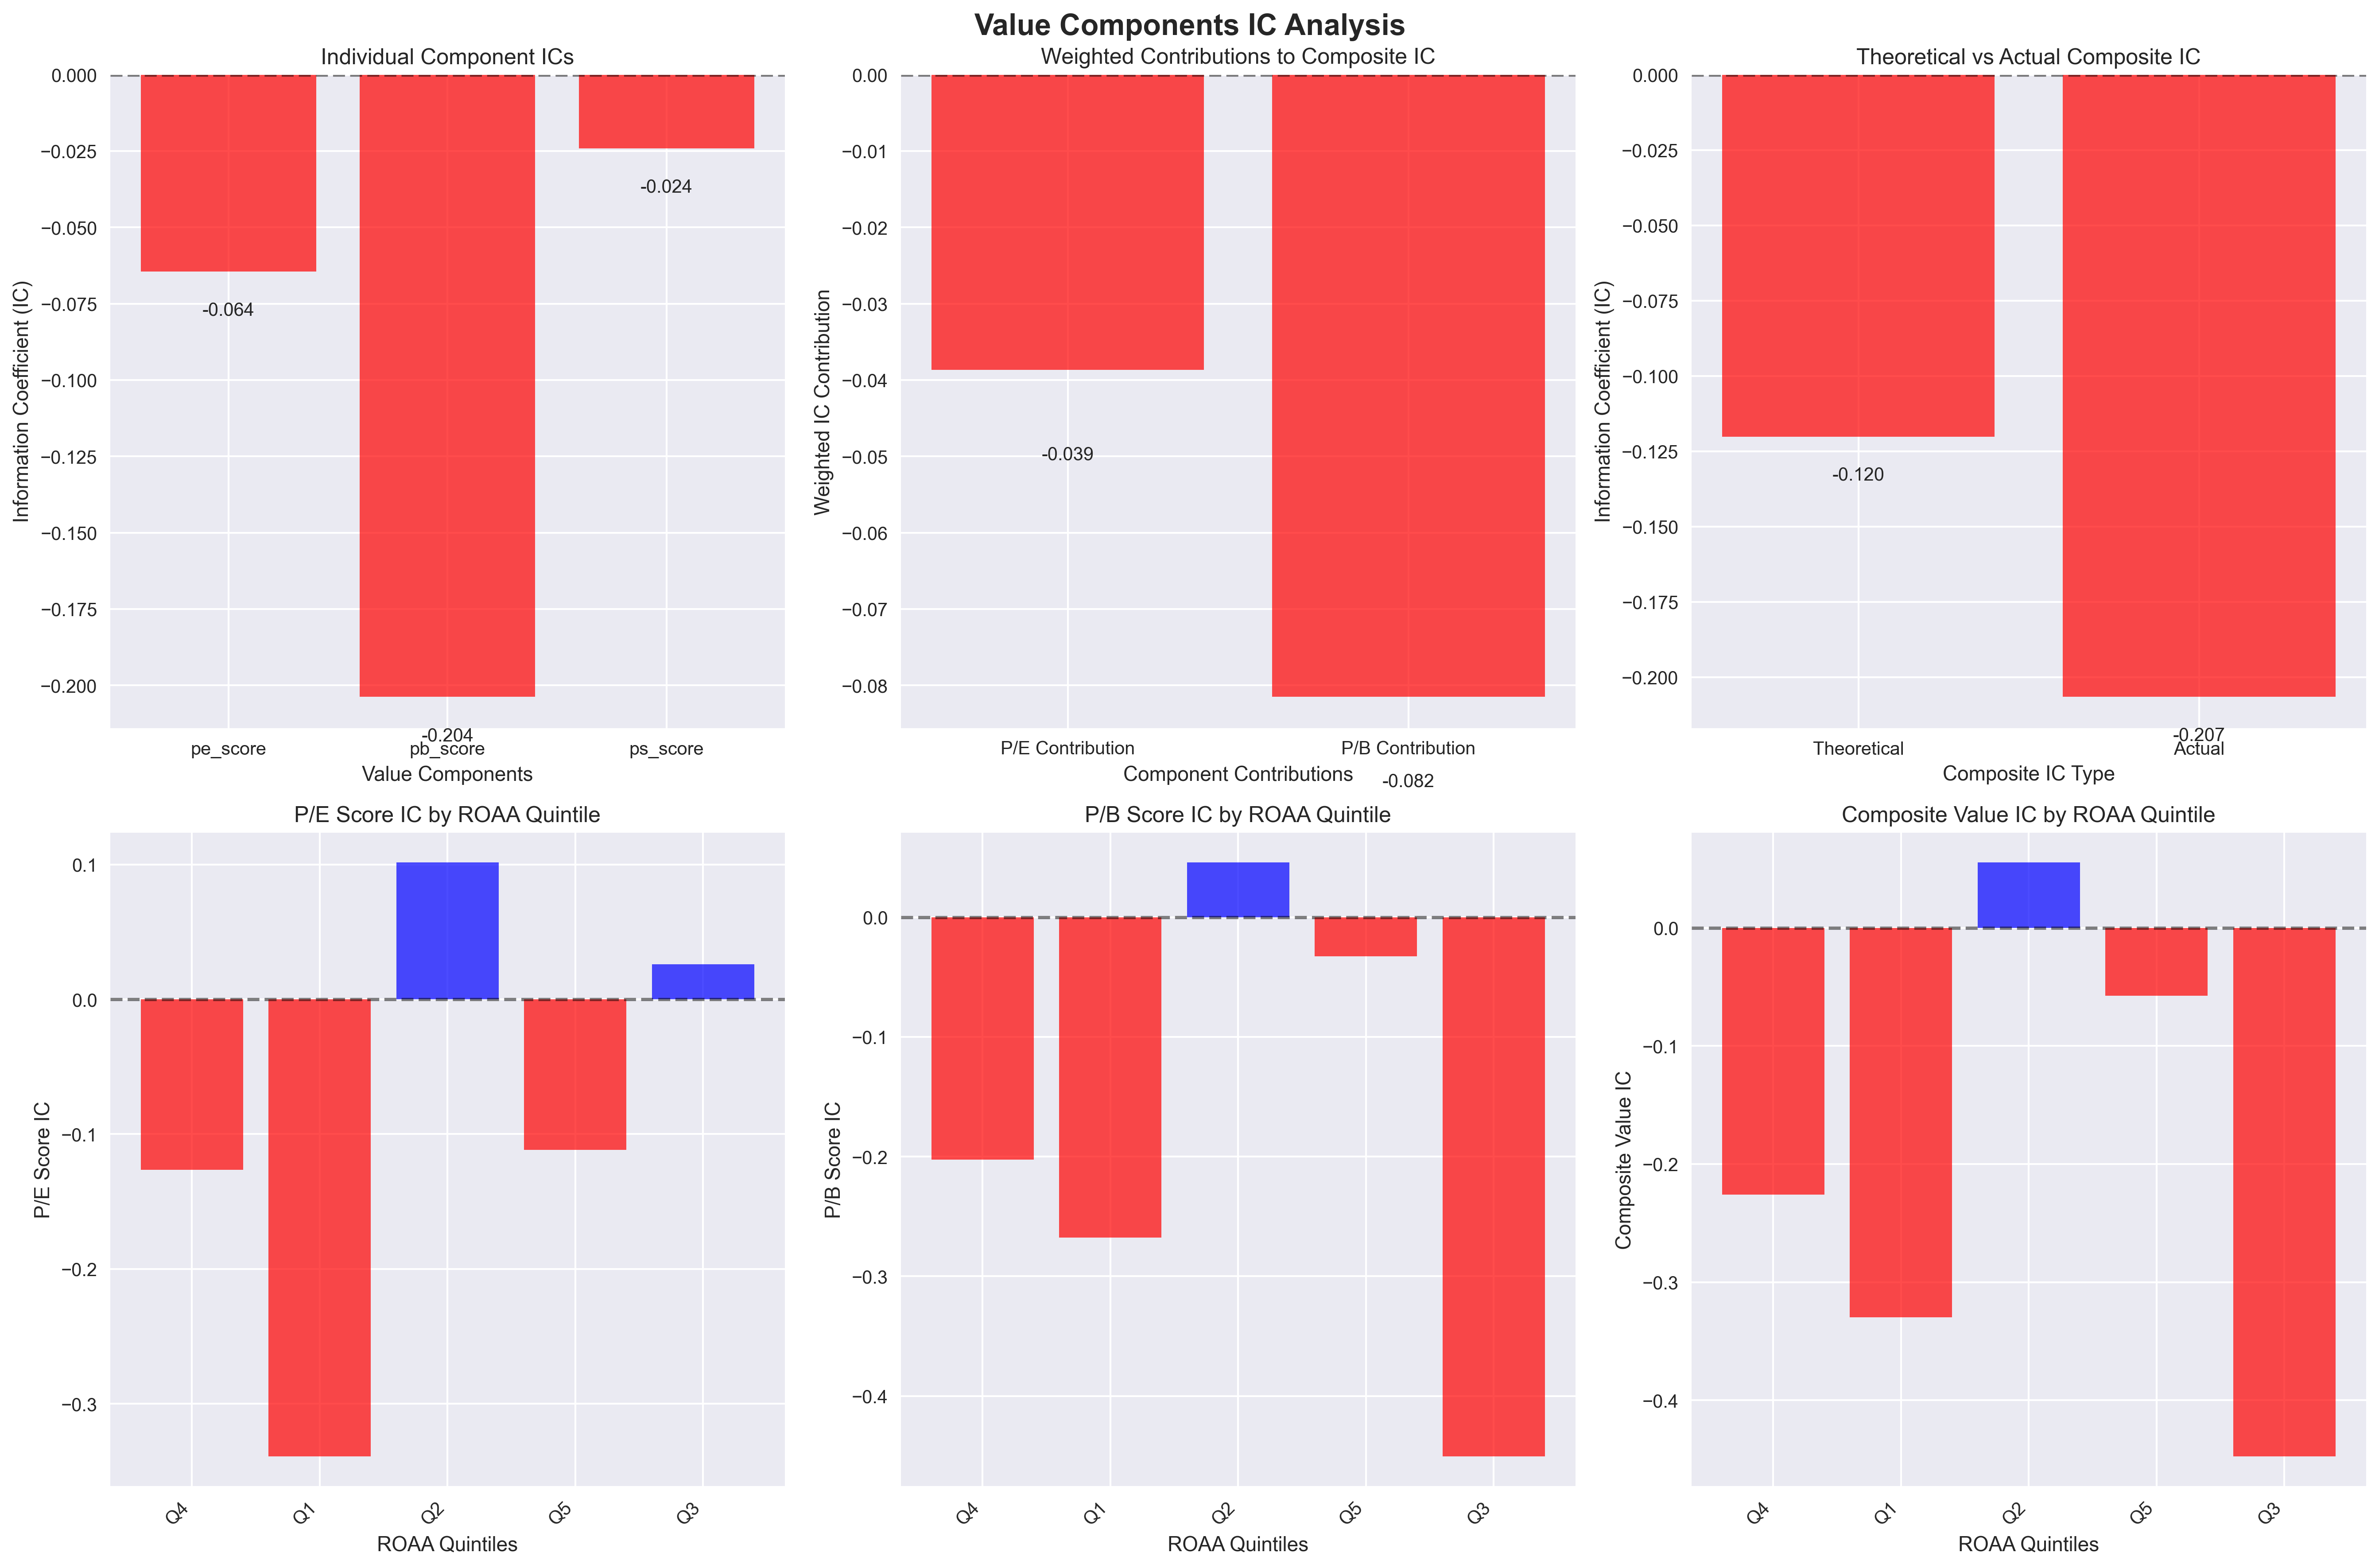 Value Components IC Analysis
Individual Component ICs
0.000
−0.025
−0.050
−0.075
−0.100
−0.125
−0.150
−0.175
−0.200
Information Coefficient (IC)
-0.064
-0.204
-0.024
pe_score
pb_score
ps_score
Value Components
Weighted Contributions to Composite IC
0.00
−0.01
−0.02
−0.03
−0.04
−0.05
−0.06
−0.07
−0.08
Weighted IC Contribution
-0.039
P/E Contribution
P/B Contribution
Component Contributions
-0.082
Theoretical vs Actual Composite IC
0.000
−0.025
−0.050
−0.075
−0.100
−0.125
−0.150
−0.175
−0.200
Information Coefficient (IC)
-0.120
-0.207
Theoretical
Actual
Composite IC Type
P/E Score IC by ROAA Quintile
0.1
0.0
−0.1
−0.2
−0.3
P/E Score IC
Q4
Q1
Q2
Q5
Q3
ROAA Quintiles
P/B Score IC by ROAA Quintile
0.0
−0.1
−0.2
−0.3
−0.4
P/B Score IC
Q4
Q1
Q2
Q5
Q3
ROAA Quintiles
Composite Value IC by ROAA Quintile
0.0
−0.1
−0.2
−0.3
−0.4
Composite Value IC
Q4
Q1
Q2
Q5
Q3
ROAA Quintiles